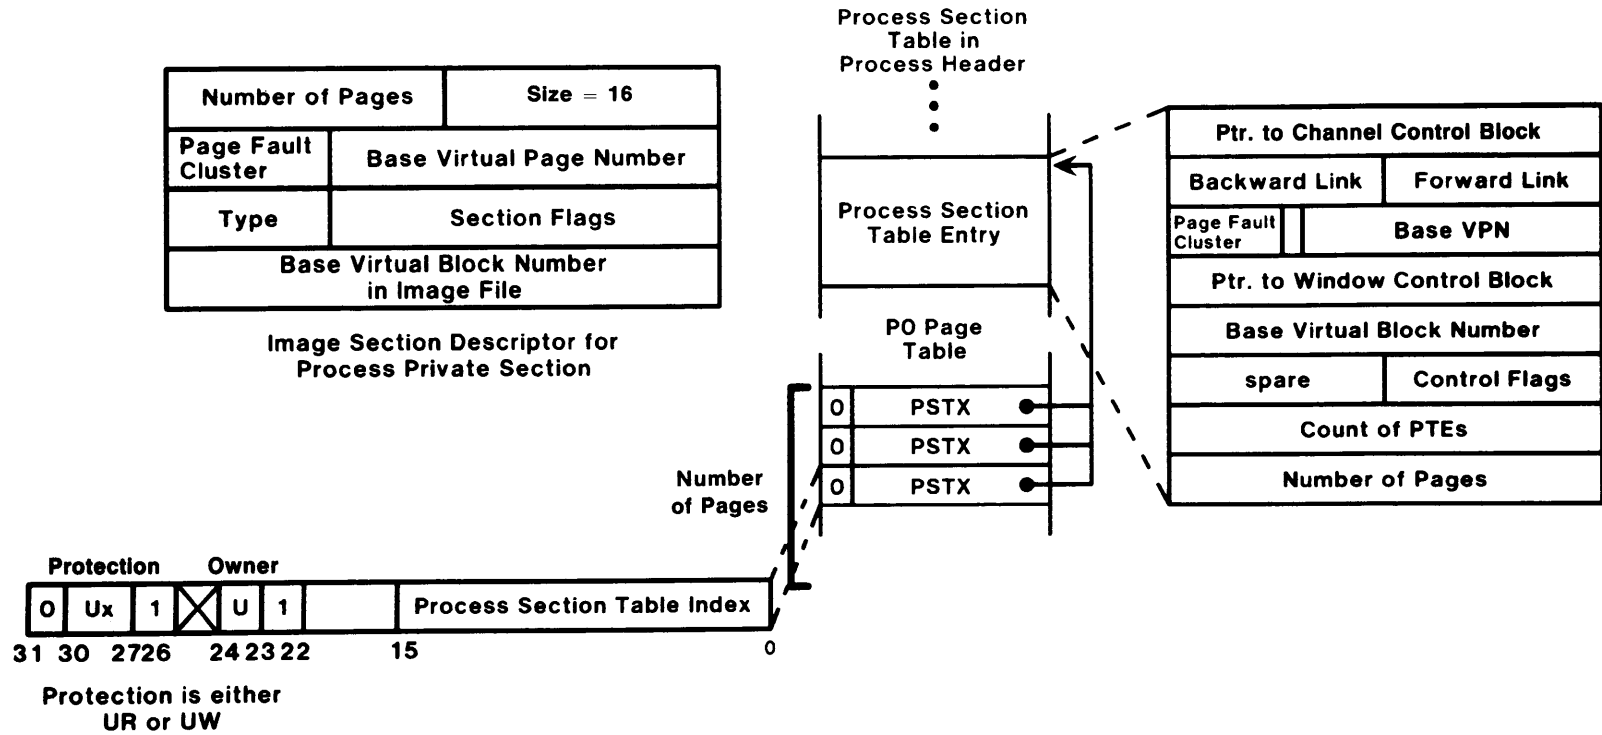 Process Section
Table in
Process Header
Number of Pages
Size = 16
Page Fault
Cluster
Base Virtual Page Number
Type
Section Flags
Base Virtual Block Number
in Image File
Image Section Descriptor for
Process Private Section
Process Section
Table Entry
Ptr. to Channel Control Block
Backward Link
Forward Link
Page Fault
Cluster
Base VPN
Ptr. to Window Control Block
Base Virtual Block Number
spare
Control Flags
Count of PTEs
Number of Pages
PO Page
Table
0 PSTX
0 PSTX
0 PSTX
Number
of Pages
Protection
Owner
0 Ux 1 U 1 Process Section Table Index
31 30 27 26 24 23 22 15 0
Protection is either
UR or UW